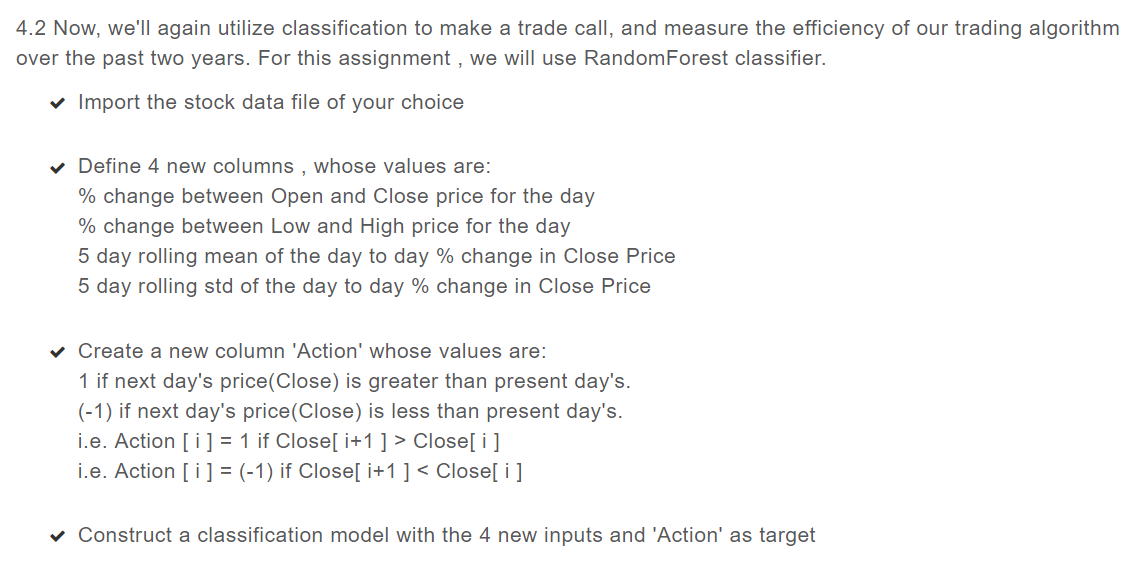 4.2 Now, we'll again utilize classification to make a trade call, and measure the efficiency of our trading algorithm
over the past two years. For this assignment , we will use RandomForest classifier.
Import the stock data file of your choice
Define 4 new columns , whose values are:
% change between Open and Close price for the day
% change between Low and High price for the day
5 day rolling mean of the day to day % change in Close Price
5 day rolling std of the day to day % change in Close Price
Create a new column 'Action' whose values are:
1 if next day's price(Close) is greater than present day's.
(-1) if next day's price(Close) is less than present day's.
i.e. Action [ i ] = 1 if Close[ i+1 ] > Close[ i ]
i.e. Action [ i ] = (-1) if Close[ i+1 ] < Close[ i ]
Construct a classification model with the 4 new inputs and 'Action' as target